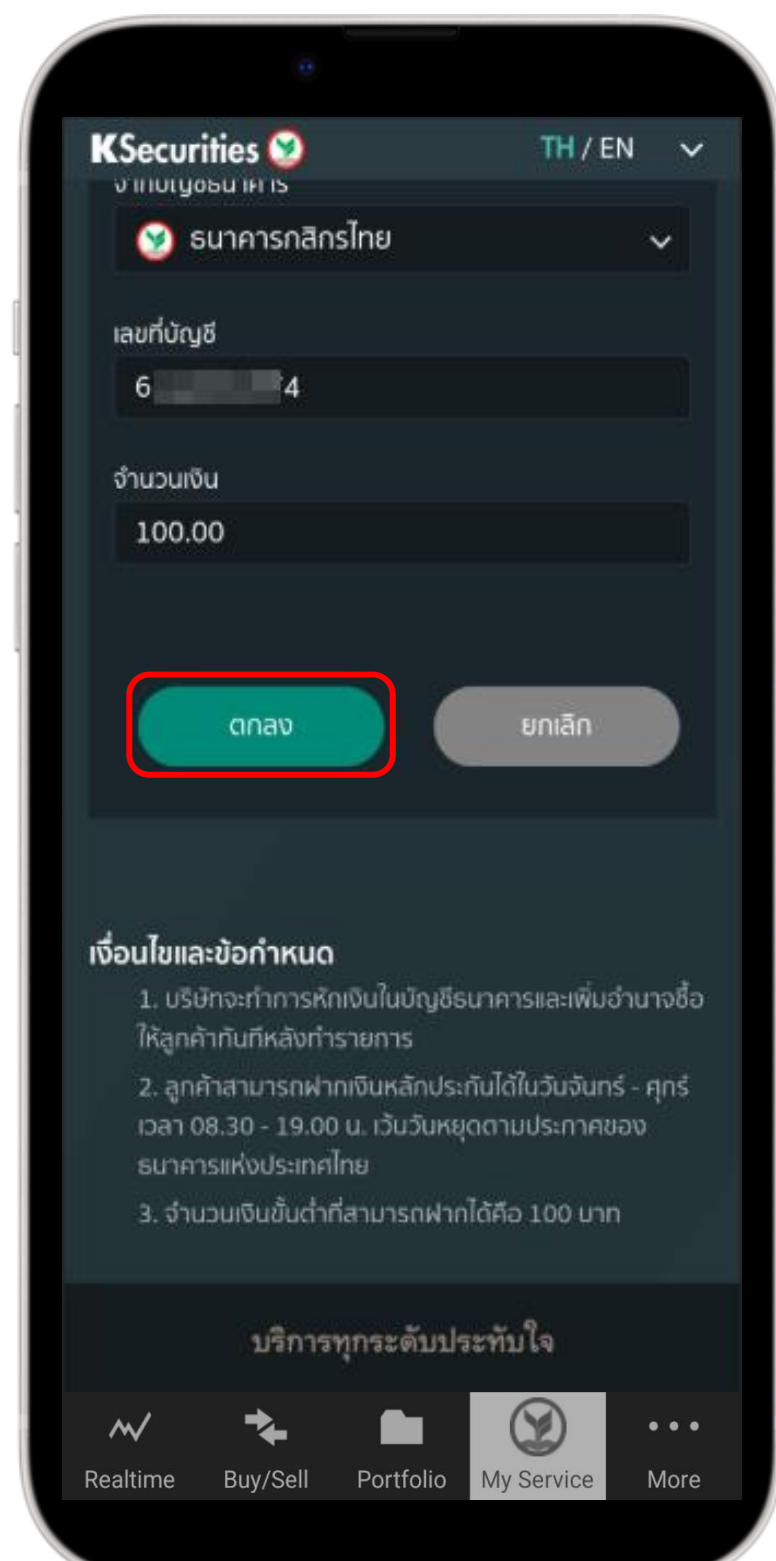 KSecurities TH / EN
จากบัญชีธนาคาร
ธนาคารกสิกรไทย
เลขที่บัญชี
6 4
จำนวนเงิน
100.00
ตกลง ยกเลิก
เงื่อนไขและข้อกำหนด
1. บริษัทจะทำการหักเงินในบัญชีธนาคารและเพิ่มอำนาจซื้อ
ให้ลูกค้าทันทีหลังทำรายการ
2. ลูกค้าสามารถฝากเงินหลักประกันได้ในวันจันทร์ - ศุกร์
เวลา 08.30 - 19.00 น. เว้นวันหยุดตามประกาศของ
ธนาคารแห่งประเทศไทย
3. จำนวนเงินขั้นต่ำที่สามารถฝากได้คือ 100 บาท
บริการทุกระดับประทับใจ
Realtime Buy/Sell Portfolio My Service More